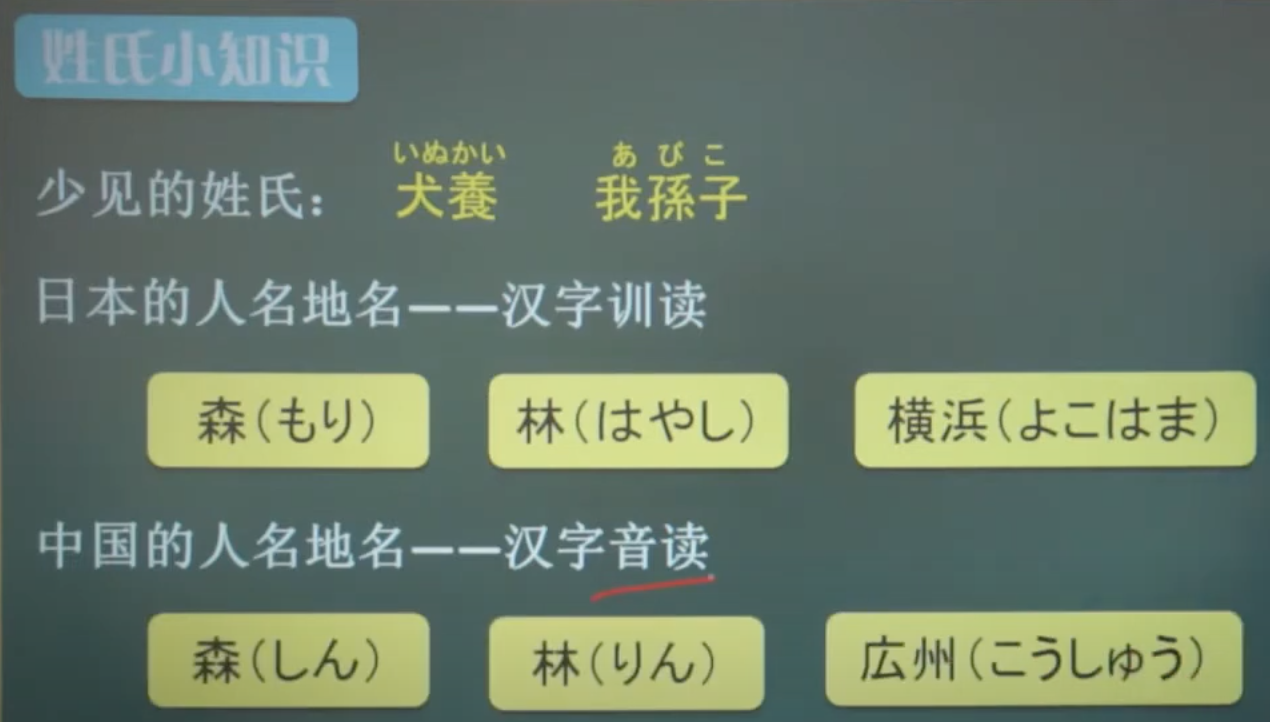 姓氏小知识
いぬかい あびこ
少见的姓氏： 犬養 我孫子
日本的人名地名——汉字训读
森（もり） 林（はやし） 横浜（よこはま）
中国的人名地名——汉字音读
森（しん） 林（りん） 広州（こうしゅう）